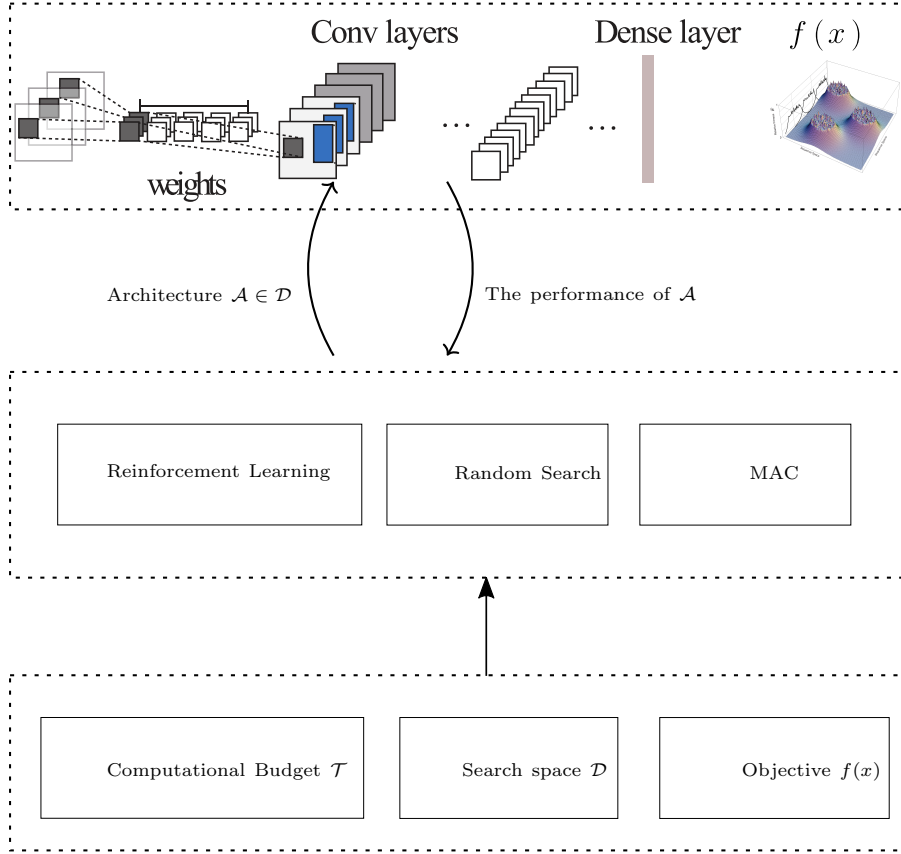 Conv layers
Dense layer
f ( x )
...
...
weights
Architecture 𝒜 ∈ 𝒟
The performance of 𝒜
Reinforcement Learning
Random Search
MAC
Computational Budget 𝒯
Search space 𝒟
Objective f(x)